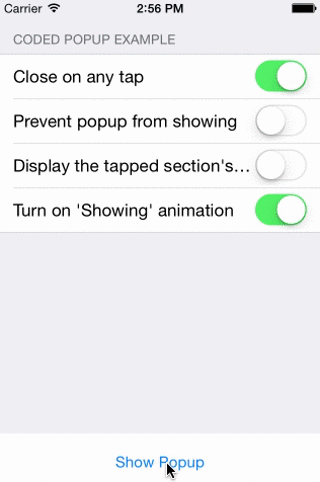 Carrier 2:56 PM
CODED POPUP EXAMPLE
Close on any tap
Prevent popup from showing
Display the tapped section's...
Turn on 'Showing' animation
Show Popup